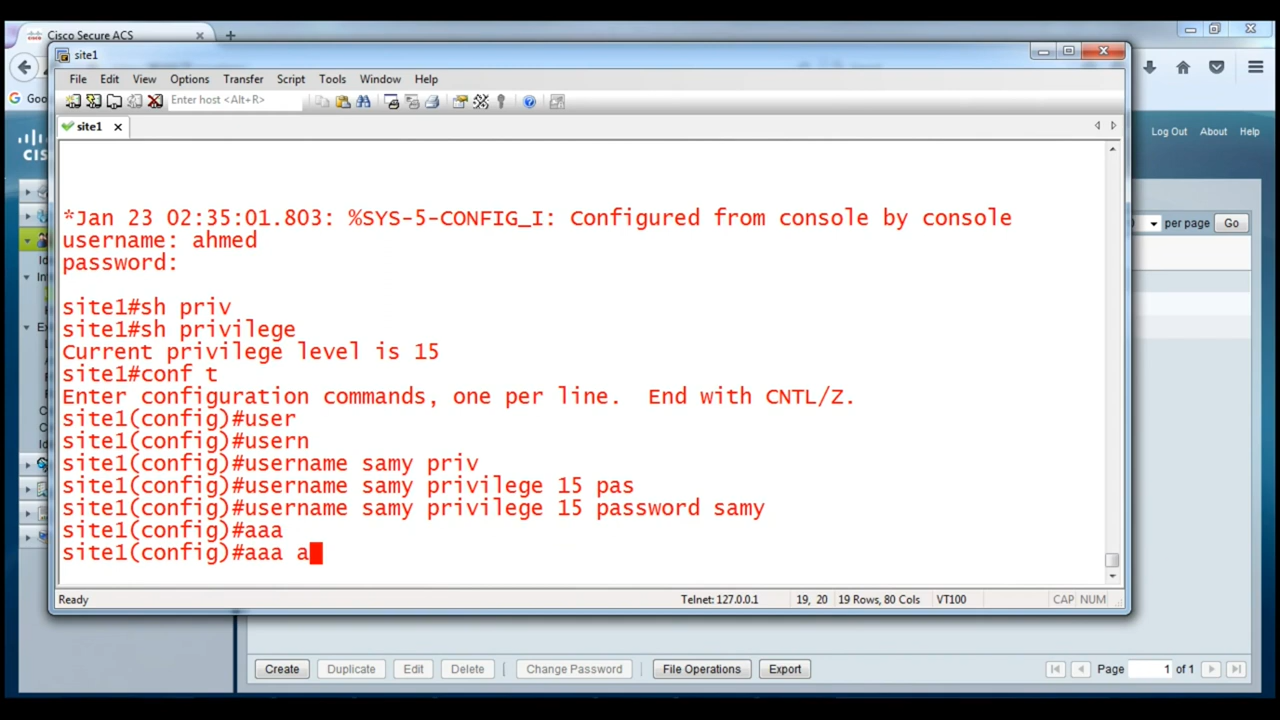 Cisco Secure ACS
site1
File Edit View Options Transfer Script Tools Window Help
Enter host <Alt+R>
G Goo
site1
Log Out About Help
CIS
*Jan 23 02:35:01.803: %SYS-5-CONFIG_I: Configured from console by console
per page Go
username: ahmed
password:
site1#sh priv
site1#sh privilege
Current privilege level is 15
site1#conf t
Enter configuration commands, one per line. End with CNTL/Z.
site1(config)#user
site1(config)#usern
site1(config)#username samy priv
site1(config)#username samy privilege 15 pas
site1(config)#username samy privilege 15 password samy
site1(config)#aaa
site1(config)#aaa a
Ready Telnet: 127.0.0.1 19, 20 19 Rows, 80 Cols VT100 CAP NUM
Create Duplicate Edit Delete Change Password File Operations Export Page 1 of 1